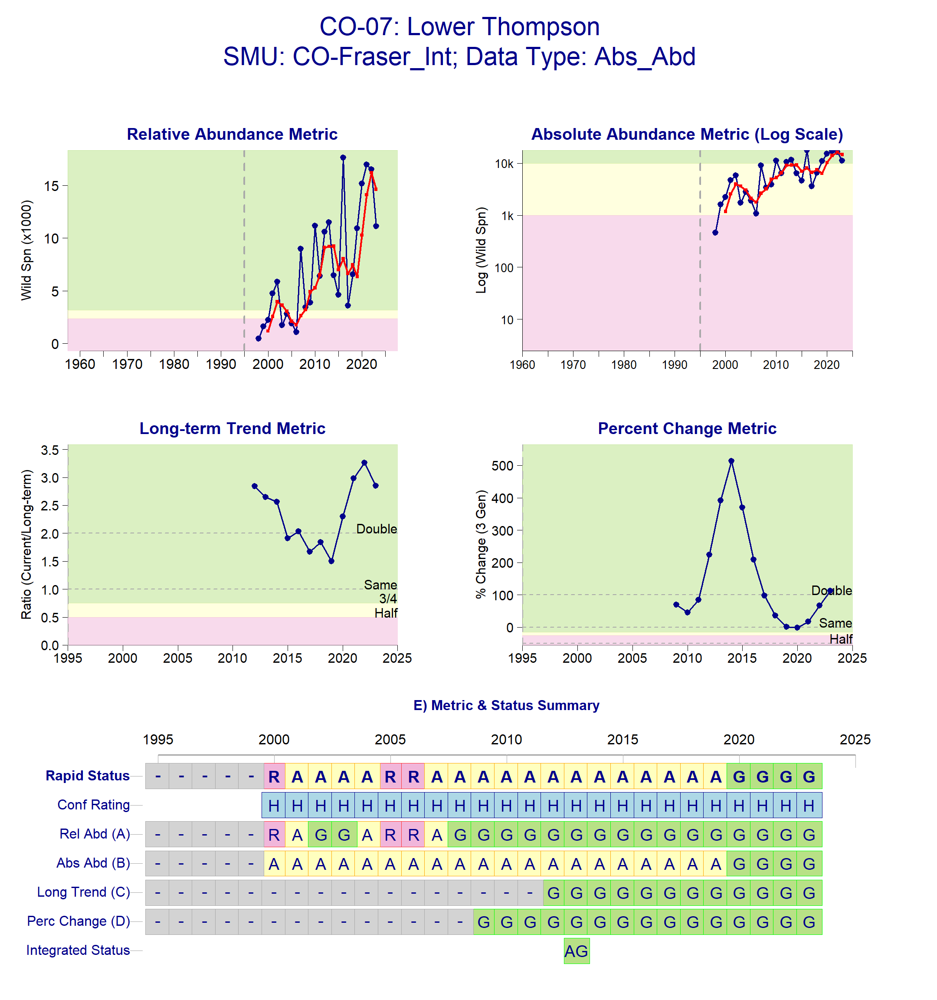 CO-07: Lower Thompson
SMU: CO-Fraser_Int; Data Type: Abs_Abd
Relative Abundance Metric
Wild Spn (x1000)
15
10
5
0
1960 1970 1980 1990 2000 2010 2020
Absolute Abundance Metric (Log Scale)
Log (Wild Spn)
10k
1k
100
10
1960 1970 1980 1990 2000 2010 2020
Long-term Trend Metric
Ratio (Current/Long-term)
3.5
3.0
2.5
2.0
1.5
1.0
0.5
0.0
Double
Same
3/4
Half
1995 2000 2005 2010 2015 2020 2025
Percent Change Metric
% Change (3 Gen)
500
400
300
200
100
0
Double
Same
Half
1995 2000 2005 2010 2015 2020 2025
E) Metric & Status Summary
1995 2000 2005 2010 2015 2020 2025
Rapid Status - - - - - R A A A A R R A A A A A A A A A A A A A G G G G
Conf Rating H H H H H H H H H H H H H H H H H H H H H H H H
Rel Abd (A) - - - - - R A G G A R R A G G G G G G G G G G G G G G G G
Abs Abd (B) - - - - - A A A A A A A A A A A A A A A A A A A A G G G G
Long Trend (C) - - - - - - - - - - - - - - - - - G G G G G G G G G G G G
Perc Change (D) - - - - - - - - - - - - - - G G G G G G G G G G G G G G G
Integrated Status AG